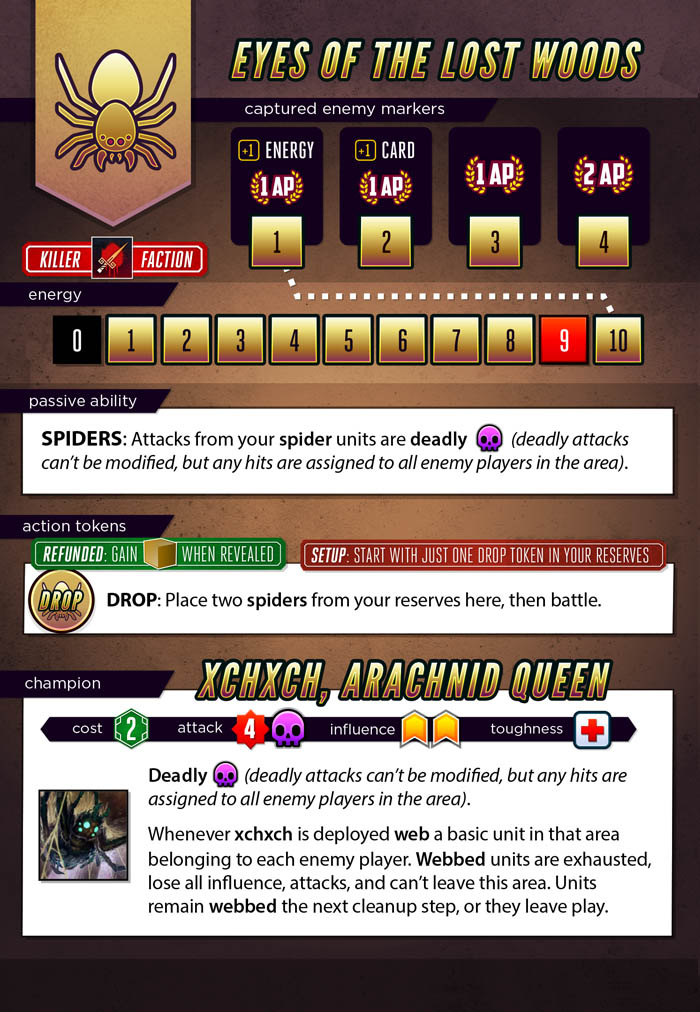 EYES OF THE LOST WOODS
captured enemy markers
+1 ENERGY
1 AP
1
+1 CARD
1 AP
2
1 AP
3
2 AP
4
KILLER FACTION
energy
0 1 2 3 4 5 6 7 8 9 10
passive ability
SPIDERS: Attacks from your spider units are deadly (deadly attacks
can't be modified, but any hits are assigned to all enemy players in the area).
action tokens
REFUNDED: GAIN WHEN REVEALED
SETUP: START WITH JUST ONE DROP TOKEN IN YOUR RESERVES
DROP
DROP: Place two spiders from your reserves here, then battle.
champion
XCHXCH, ARACHNID QUEEN
cost 2 attack 4 influence toughness
Deadly (deadly attacks can't be modified, but any hits are
assigned to all enemy players in the area).
Whenever xchxch is deployed web a basic unit in that area
belonging to each enemy player. Webbed units are exhausted,
lose all influence, attacks, and can't leave this area. Units
remain webbed the next cleanup step, or they leave play.